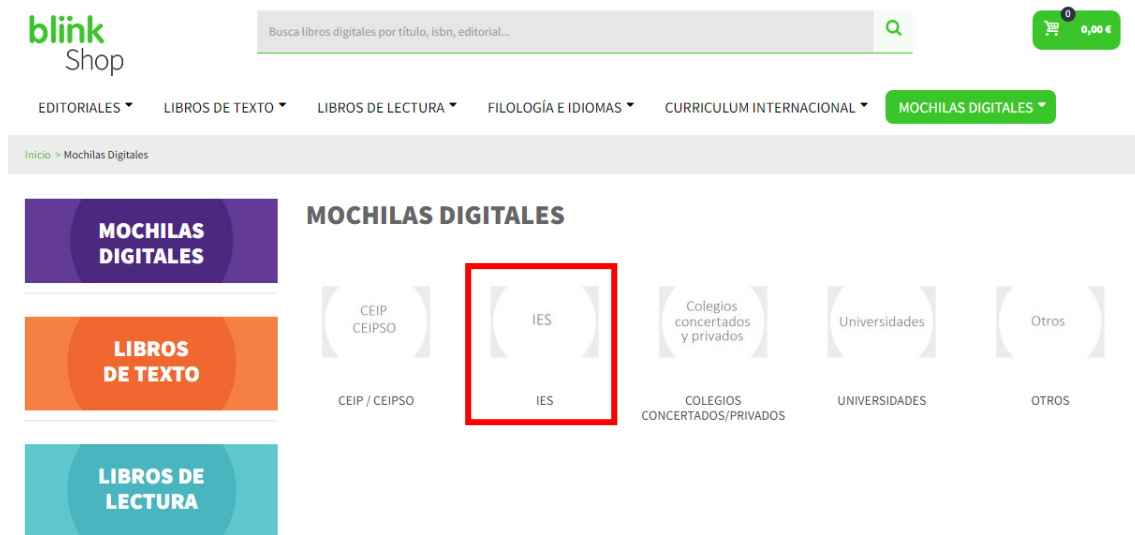 bliink
Shop
Busca libros digitales por título, isbn, editorial...
0
0,00 €
EDITORIALES LIBROS DE TEXTO LIBROS DE LECTURA FILOLOGÍA E IDIOMAS CURRICULUM INTERNACIONAL MOCHILAS DIGITALES
Inicio > Mochilas Digitales
MOCHILAS
DIGITALES
LIBROS
DE TEXTO
LIBROS DE
LECTURA
MOCHILAS DIGITALES
CEIP
CEIPSO
IES
Colegios
concertados
y privados
Universidades
Otros
CEIP / CEIPSO
IES
COLEGIOS
CONCERTADOS/PRIVADOS
UNIVERSIDADES
OTROS